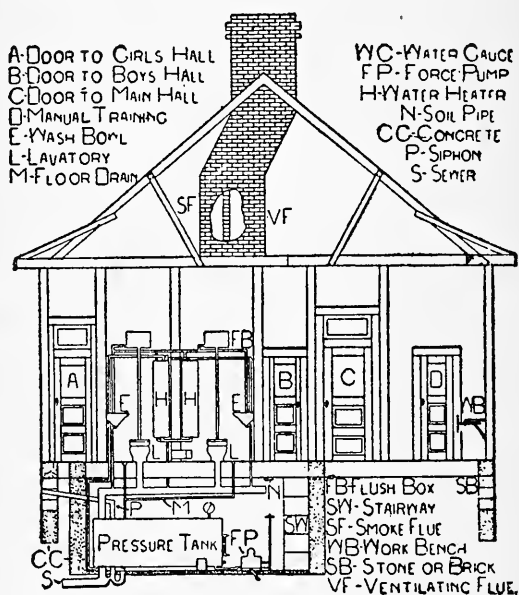 A-DOOR TO GIRLS HALL
B-DOOR TO BOYS HALL
C-DOOR TO MAIN HALL
D-MANUAL TRAINING
E-WASH BOWL
L-LAVATORY
M-FLOOR DRAIN
WC-WATER GAUGE
FP-FORCE PUMP
H-WATER HEATER
N-SOIL PIPE
CC-CONCRETE
P-SIPHON
S-SEWER
SF
VF
FB
A
E
H
H
E
B
C
D
WB
L
L
N
P
M
SW
PRESSURE TANK
FP
CC
S
FB-FLUSH BOX
SB
SW-STAIRWAY
SF-SMOKE FLUE
WB-WORK BENCH
SB-STONE OR BRICK
VF-VENTILATING FLUE.